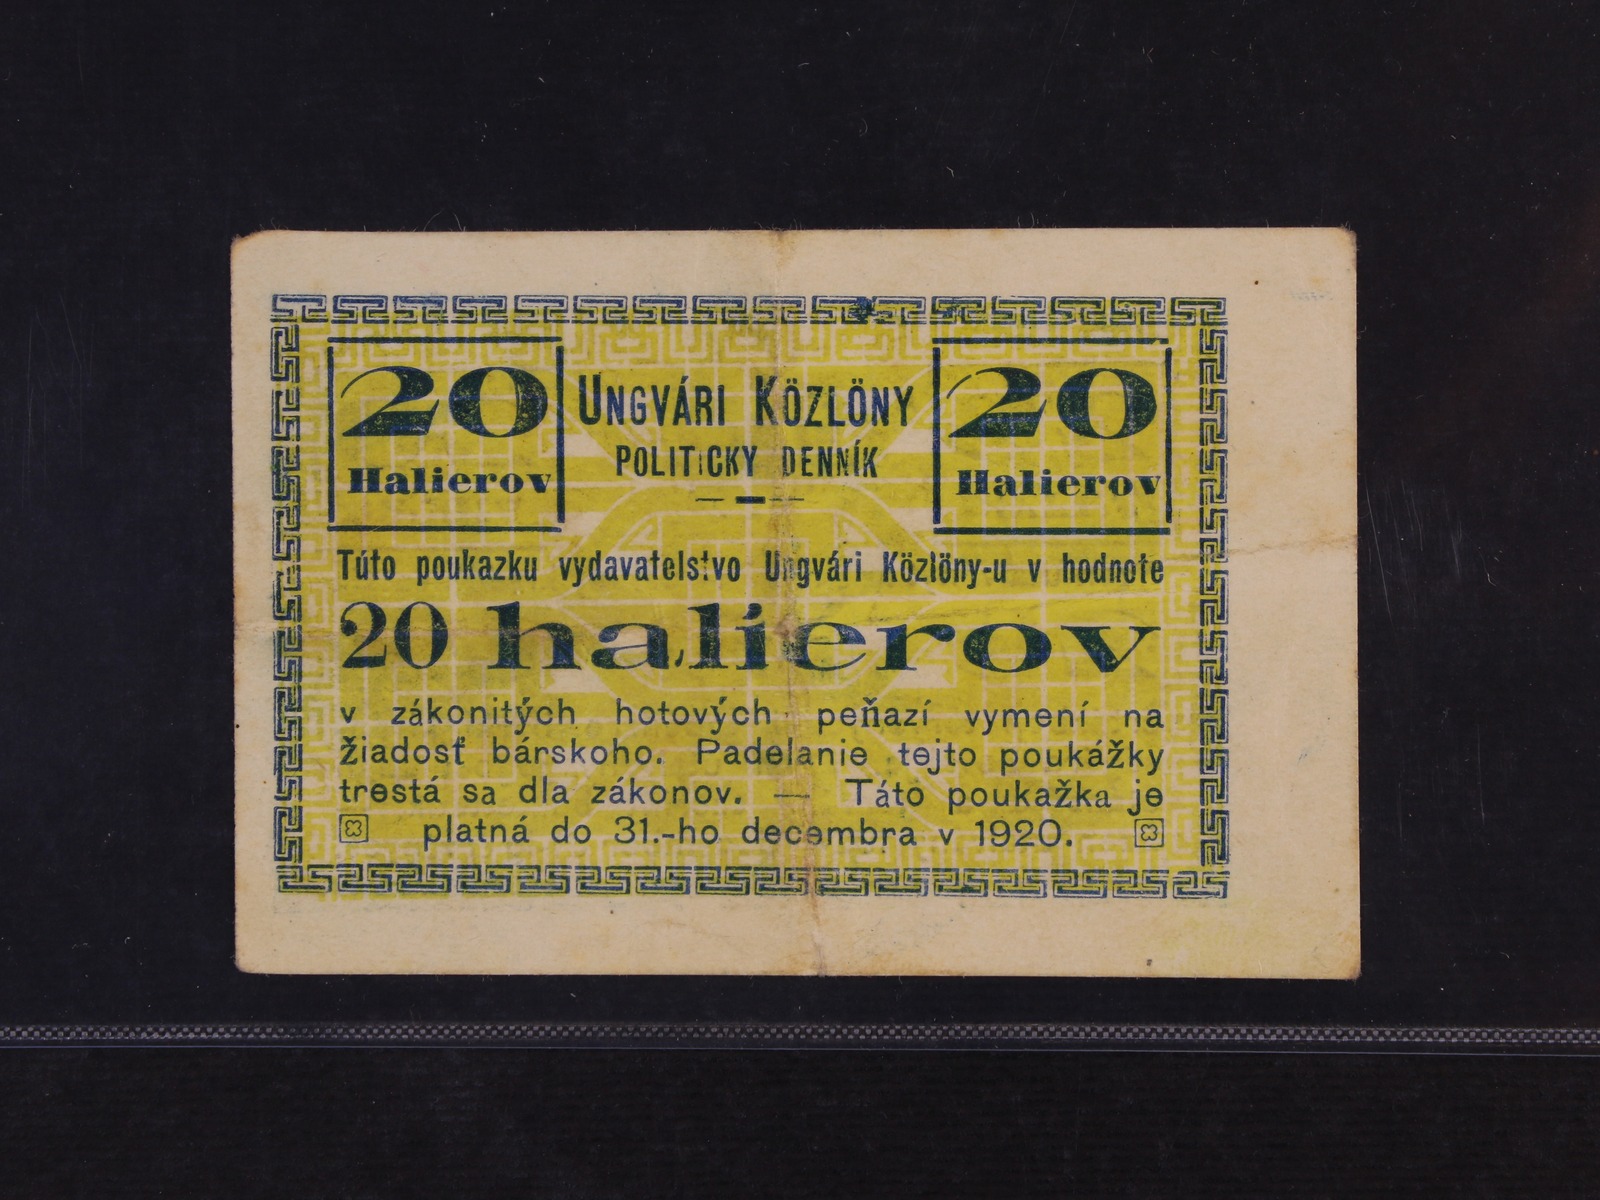 20 UNGVÁRI KÖZLÖNY 20
Halierov POLITICKY DENNÍK Halierov
Túto poukazku vydavatelstvo Ungvári Közlöny-u v hodnote
20 halierov
v zákonitých hotových peňazí vymení na
žiadosť bárskoho. Padelanie tejto poukážky
trestá sa dla zákonov. — Táto poukažka je
platná do 31.-ho decembra v 1920.